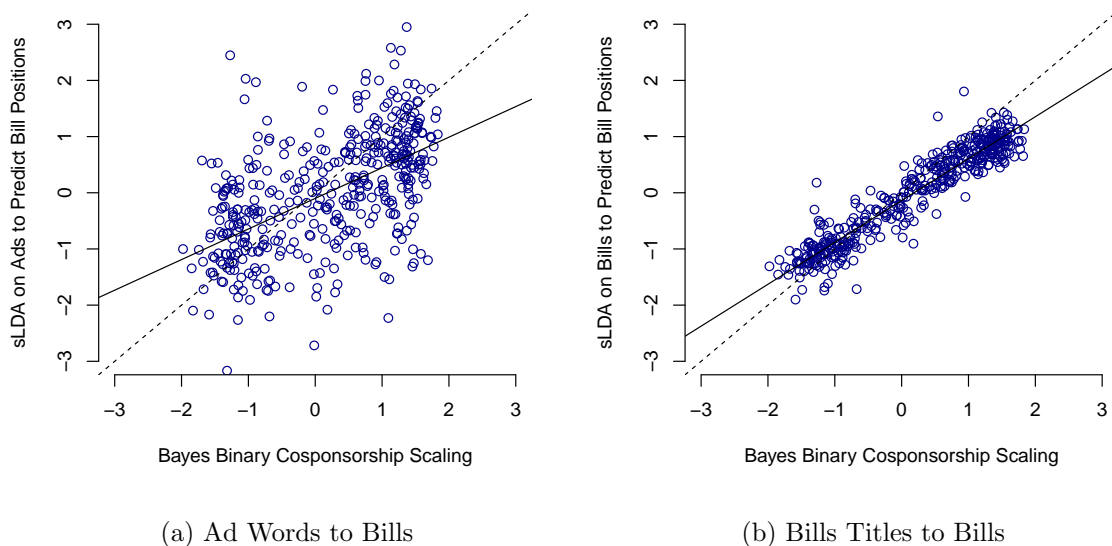 sLDA on Ads to Predict Bill Positions
3
2
1
0
−1
−2
−3
−3 −2 −1 0 1 2 3
Bayes Binary Cosponsorship Scaling
(a) Ad Words to Bills
sLDA on Bills to Predict Bill Positions
3
2
1
0
−1
−2
−3
−3 −2 −1 0 1 2 3
Bayes Binary Cosponsorship Scaling
(b) Bills Titles to Bills